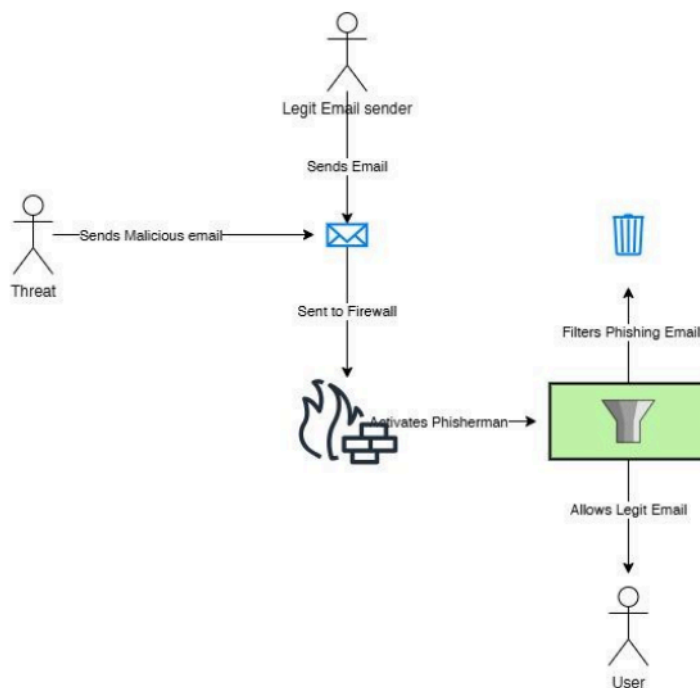 Legit Email sender
Sends Email
Sends Malicious email
Threat
Sent to Firewall
Filters Phishing Email
Activates Phisherman
Allows Legit Email
User